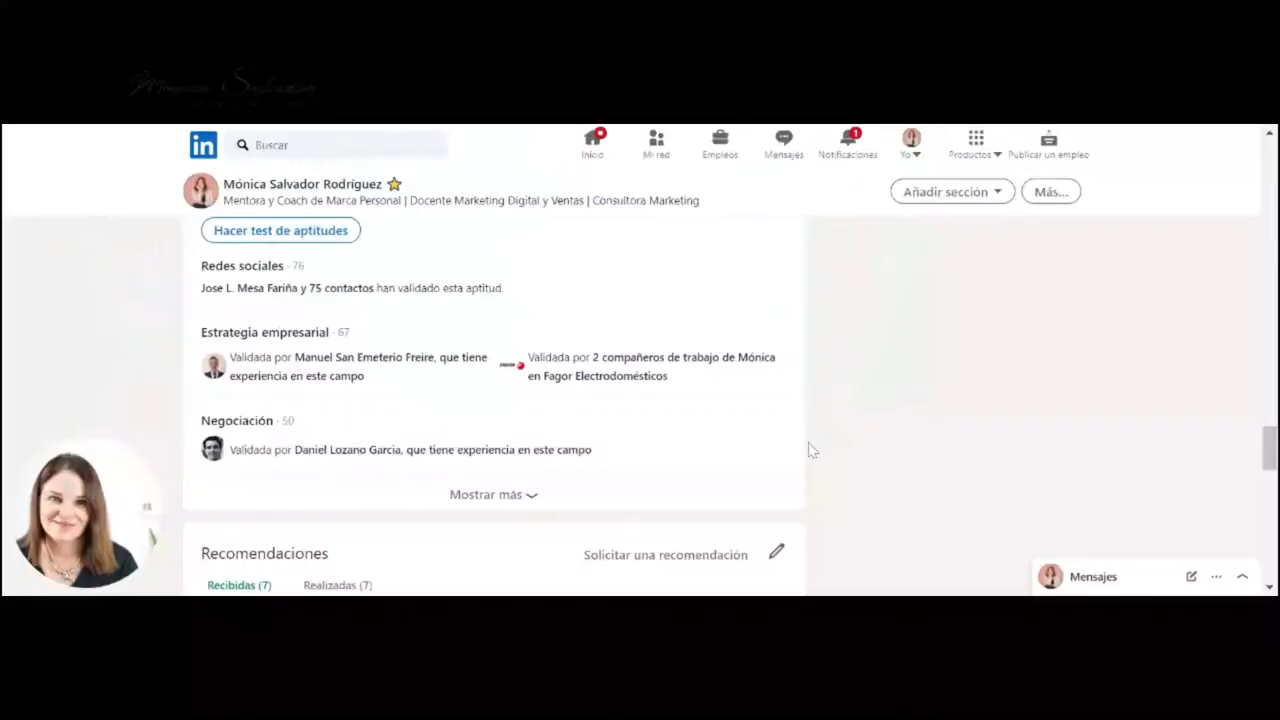 in
Buscar
Inicio
Mi red
Empleos
Mensajes
1
Notificaciones
Yo
Productos
Publicar un empleo
Mónica Salvador Rodríguez
Mentora y Coach de Marca Personal | Docente Marketing Digital y Ventas | Consultora Marketing
Añadir sección
Más...
Hacer test de aptitudes
Redes sociales · 76
Jose L. Mesa Fariña y 75 contactos han validado esta aptitud
Estrategia empresarial · 67
Validada por Manuel San Emeterio Freire, que tiene
experiencia en este campo
Validada por 2 compañeros de trabajo de Mónica
en Fagor Electrodomésticos
Negociación · 50
Validada por Daniel Lozano Garcia, que tiene experiencia en este campo
Mostrar más
Recomendaciones
Solicitar una recomendación
Recibidas (7)
Realizadas (7)
Mensajes